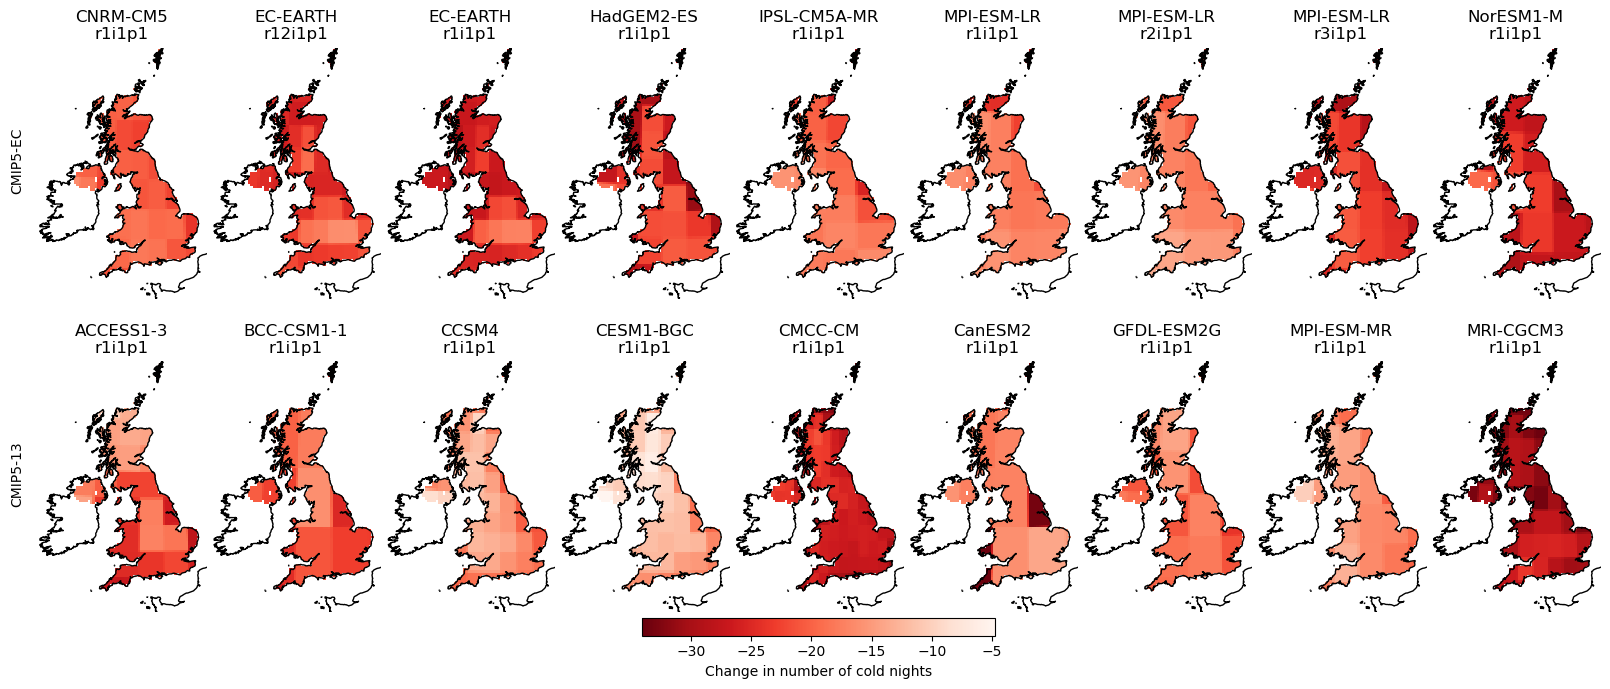 CNRM-CM5 EC-EARTH EC-EARTH HadGEM2-ES IPSL-CM5A-MR MPI-ESM-LR MPI-ESM-LR MPI-ESM-LR NorESM1-M
r1i1p1 r12i1p1 r1i1p1 r1i1p1 r1i1p1 r1i1p1 r2i1p1 r3i1p1 r1i1p1
CMIP5-EC
ACCESS1-3 BCC-CSM1-1 CCSM4 CESM1-BGC CMCC-CM CanESM2 GFDL-ESM2G MPI-ESM-MR MRI-CGCM3
r1i1p1 r1i1p1 r1i1p1 r1i1p1 r1i1p1 r1i1p1 r1i1p1 r1i1p1 r1i1p1
CMIP5-13
−30 −25 −20 −15 −10 −5
Change in number of cold nights